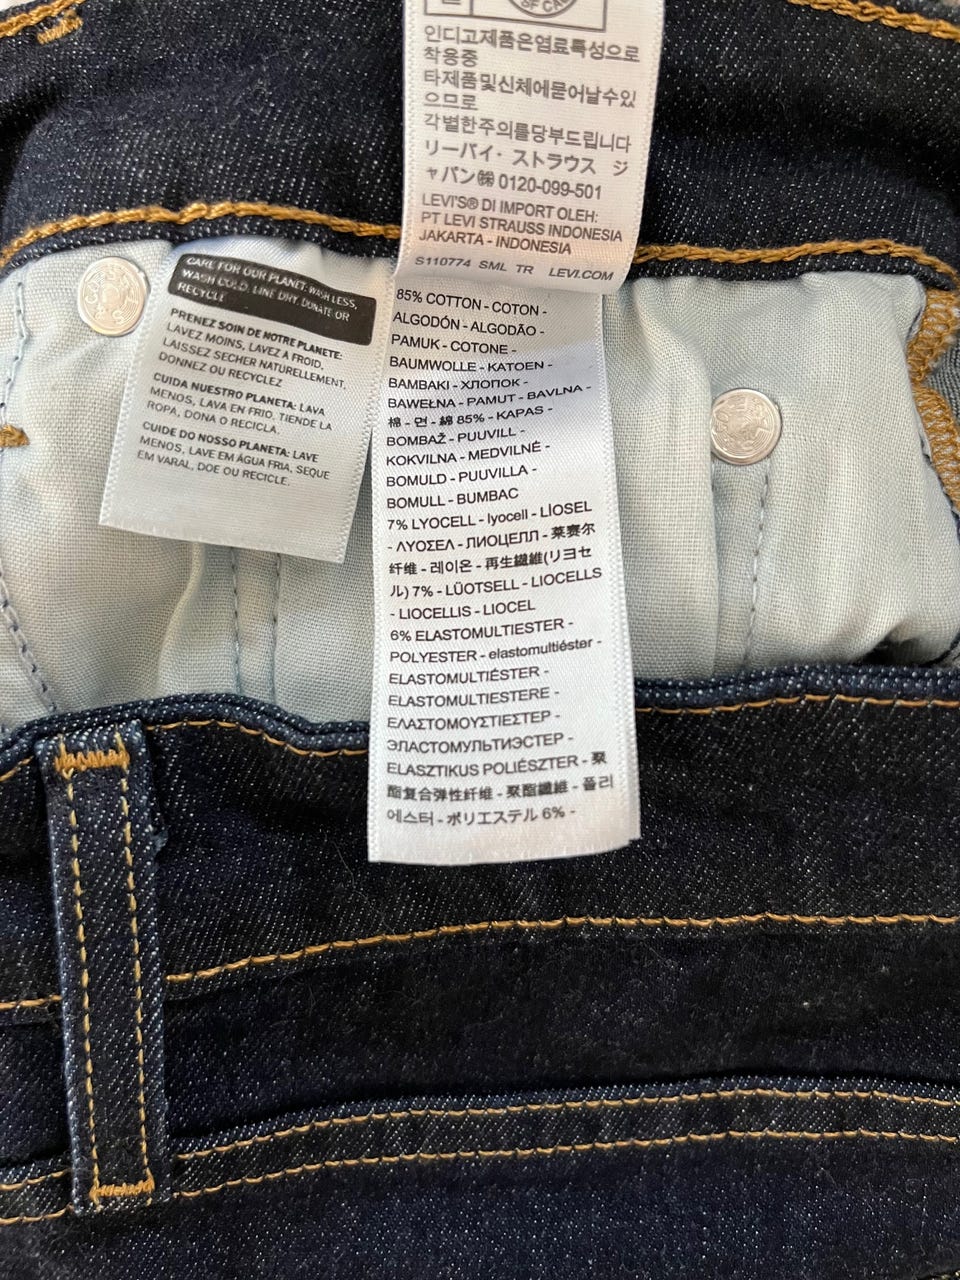 SF CAL
인디고제품은염료특성으로
착용중
타제품및신체에묻어날수있
으므로
각별한주의를당부드립니다
リーバイ・ストラウス ジ
ャパン㈱ 0120-099-501
LEVI'S® DI IMPORT OLEH:
PT LEVI STRAUSS INDONESIA
JAKARTA - INDONESIA
S110774 SML TR LEVI.COM
CARE FOR OUR PLANET: WASH LESS,
WASH COLD, LINE DRY, DONATE OR
RECYCLE
PRENEZ SOIN DE NOTRE PLANETE:
LAVEZ MOINS, LAVEZ A FROID,
LAISSEZ SECHER NATURELLEMENT,
DONNEZ OU RECYCLEZ
CUIDA NUESTRO PLANETA: LAVA
MENOS, LAVA EN FRIO, TIENDE LA
ROPA, DONA O RECICLA.
CUIDE DO NOSSO PLANETA: LAVE
MENOS, LAVE EM ÁGUA FRIA, SEQUE
EM VARAL, DOE OU RECICLE.
85% COTTON - COTON -
ALGODÓN - ALGODÃO -
PAMUK - COTONE -
BAUMWOLLE - KATOEN -
BAMBAKI - ХЛОПОК -
BAWEŁNA - PAMUT - BAVLNA -
棉 - 면 - 綿 85% - KAPAS -
BOMBAŽ - PUUVILL -
KOKVILNA - MEDVILNĖ -
BOMULD - PUUVILLA -
BOMULL - BUMBAC
7% LYOCELL - lyocell - LİOSEL
- ΛΥΟΣΕΛ - ЛИОЦЕЛЛ - 莱赛尔
纤维 - 레이온 - 再生繊維(リヨセ
ル) 7% - LÜOTSELL - LIOCELLS
- LIOCELLIS - LIOCEL
6% ELASTOMULTIESTER -
POLYESTER - elastomultiéster -
ELASTOMULTIÉSTER -
ELASTOMULTIESTERE -
ΕΛΑΣΤΟΜΟΥΣΤΙΕΣΤΕΡ -
ЭЛАСТОМУЛЬТИЭСТЕР -
ELASZTIKUS POLIÉSZTER - 聚
酯复合弹性纤维 - 聚酯纖維 - 폴리
에스터 - ポリエステル 6% -